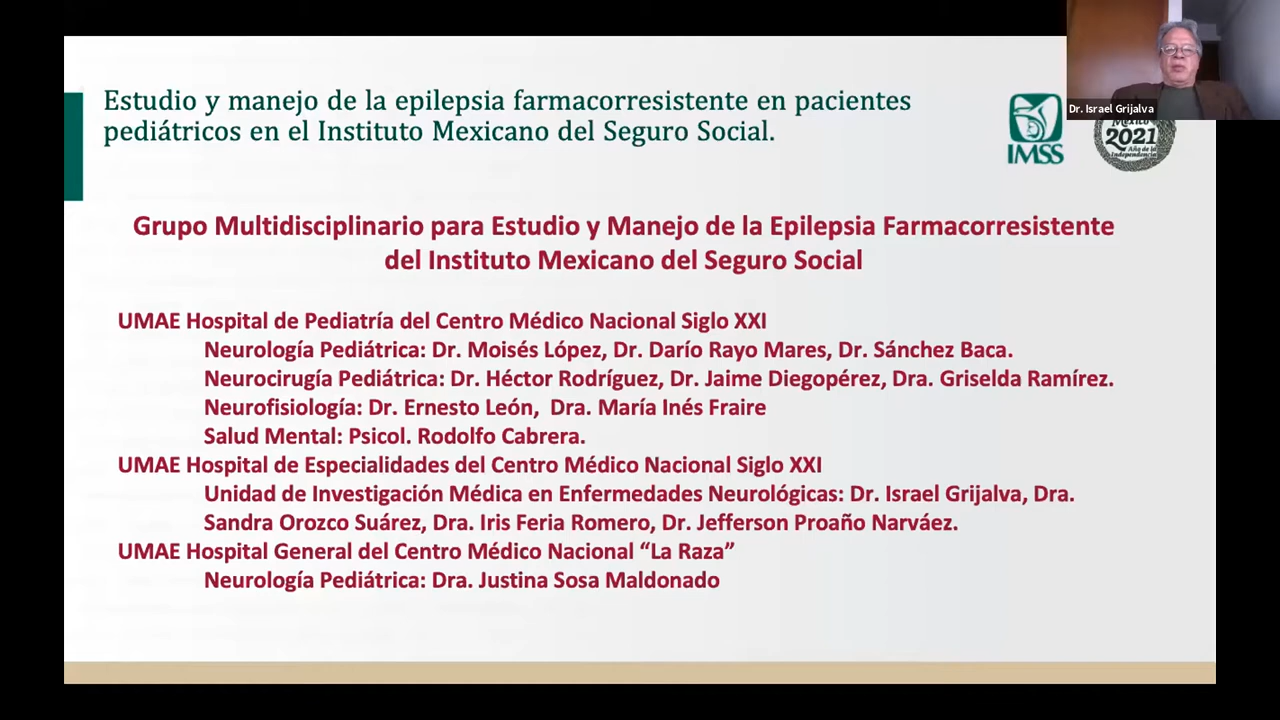 Estudio y manejo de la epilepsia farmacorresistente en pacientes
pediátricos en el Instituto Mexicano del Seguro Social.
IMSS
Dr. Israel Grijalva
México
2021
Año de la
Independencia
Grupo Multidisciplinario para Estudio y Manejo de la Epilepsia Farmacorresistente
del Instituto Mexicano del Seguro Social
UMAE Hospital de Pediatría del Centro Médico Nacional Siglo XXI
Neurología Pediátrica: Dr. Moisés López, Dr. Darío Rayo Mares, Dr. Sánchez Baca.
Neurocirugía Pediátrica: Dr. Héctor Rodríguez, Dr. Jaime Diegopérez, Dra. Griselda Ramírez.
Neurofisiología: Dr. Ernesto León, Dra. María Inés Fraire
Salud Mental: Psicol. Rodolfo Cabrera.
UMAE Hospital de Especialidades del Centro Médico Nacional Siglo XXI
Unidad de Investigación Médica en Enfermedades Neurológicas: Dr. Israel Grijalva, Dra.
Sandra Orozco Suárez, Dra. Iris Feria Romero, Dr. Jefferson Proaño Narváez.
UMAE Hospital General del Centro Médico Nacional “La Raza”
Neurología Pediátrica: Dra. Justina Sosa Maldonado